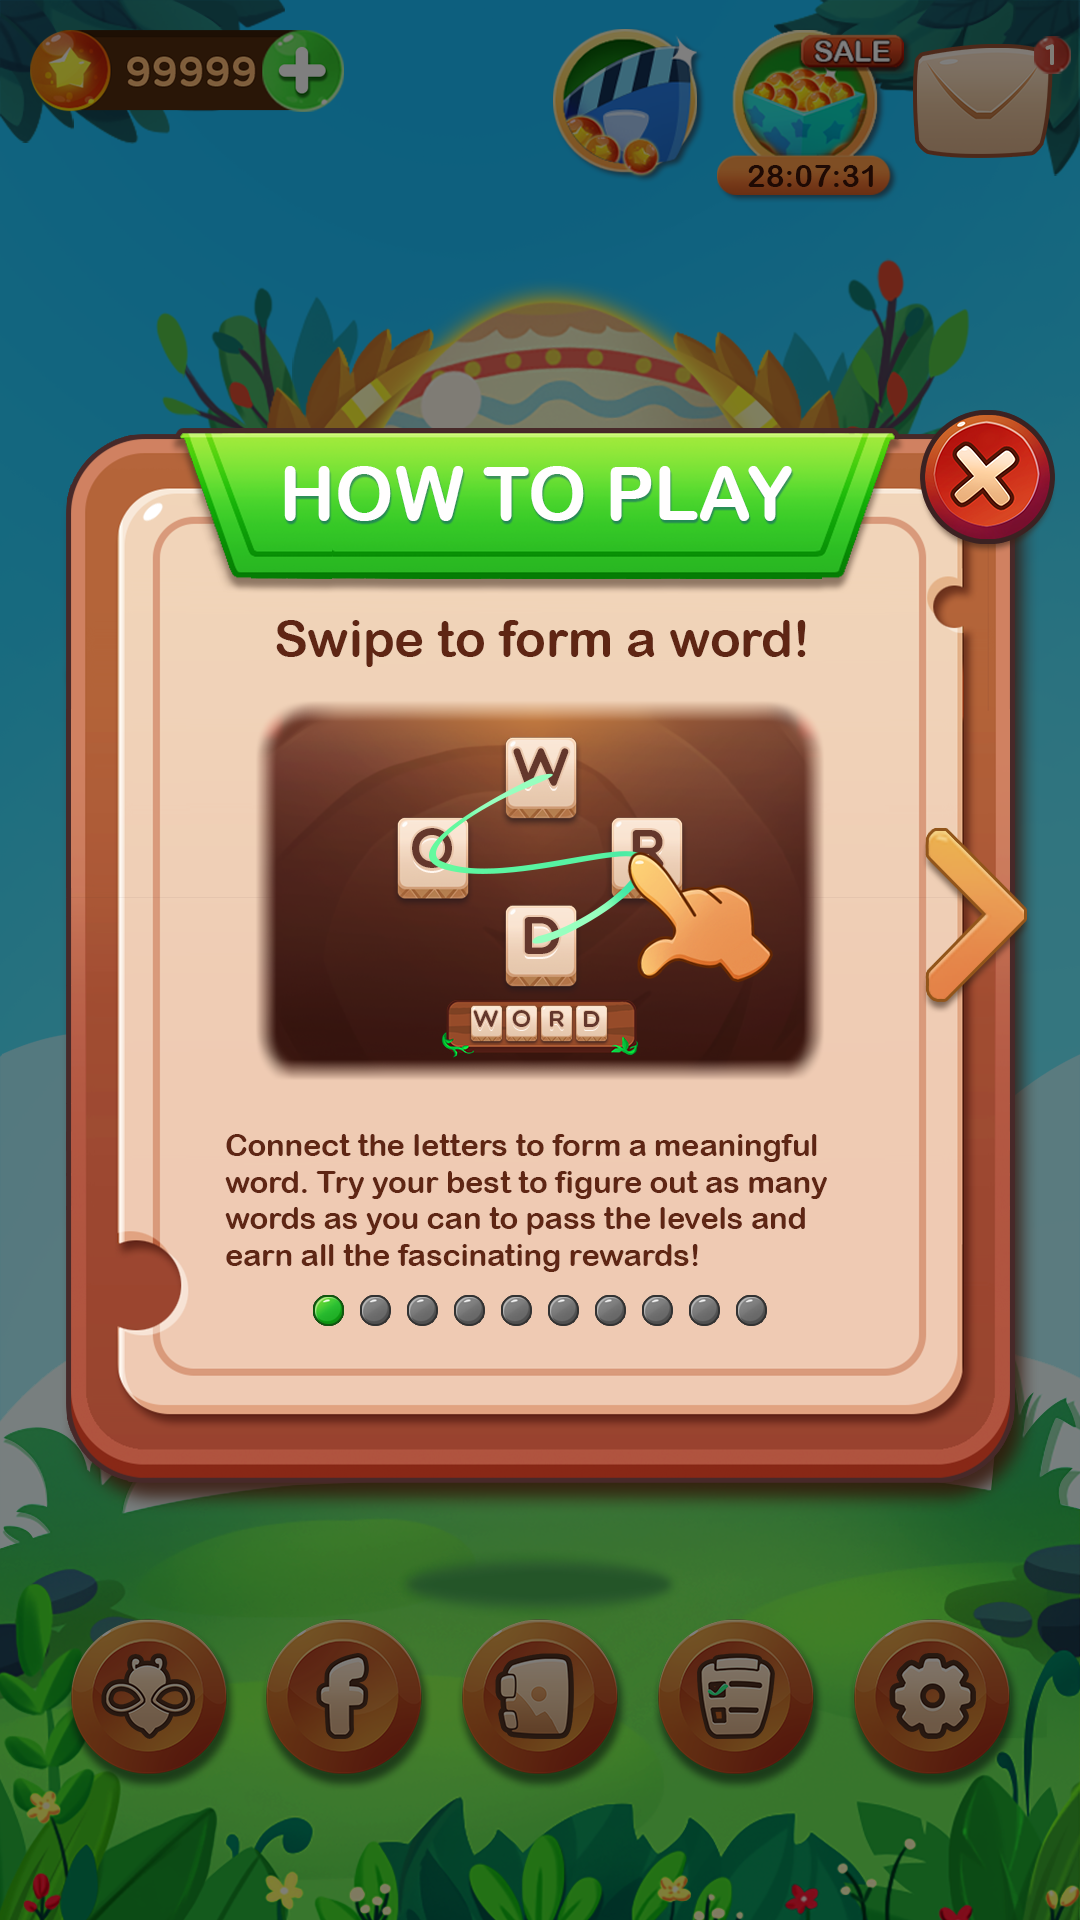 99999
SALE
1
28:07:31
HOW TO PLAY
Swipe to form a word!
W
O
R
D
W O R D
Connect the letters to form a meaningful
word. Try your best to figure out as many
words as you can to pass the levels and
earn all the fascinating rewards!